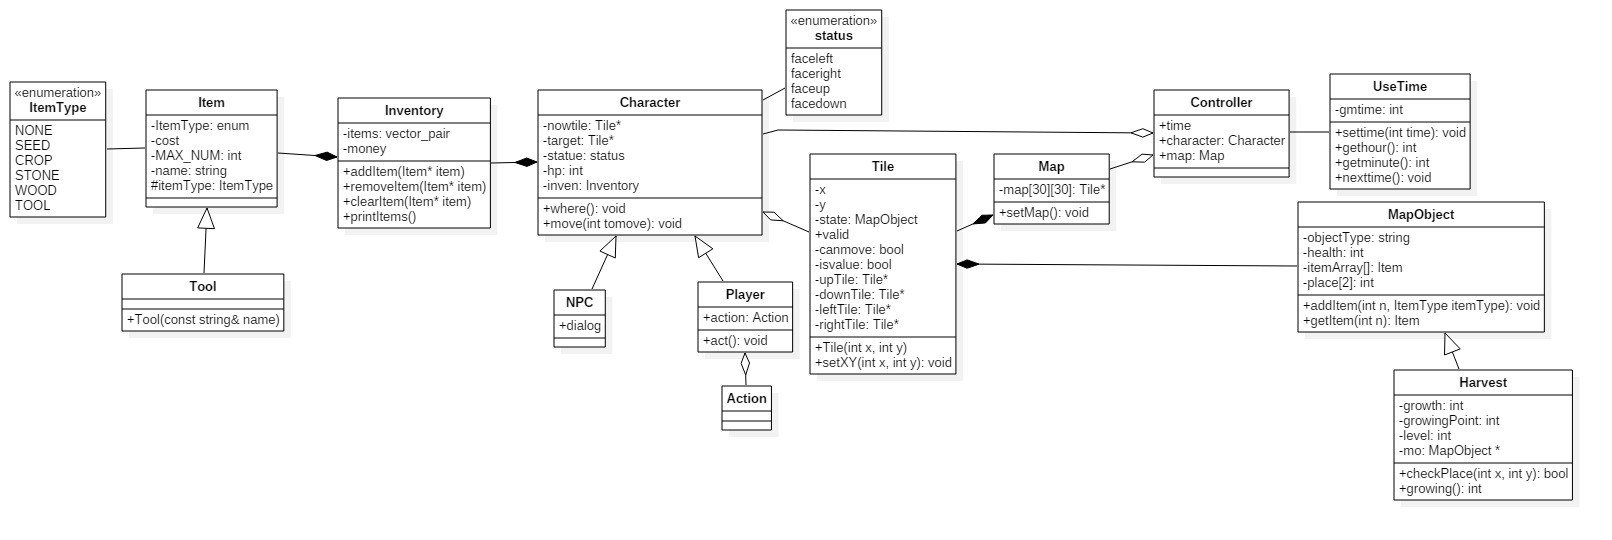 «enumeration»
ItemType
NONE
SEED
CROP
STONE
WOOD
TOOL
Item
-ItemType: enum
-cost
-MAX_NUM: int
-name: string
#itemType: ItemType
Tool
+Tool(const string& name)
Inventory
-items: vector_pair
-money
+addItem(Item* item)
+removeItem(Item* item)
+clearItem(Item* item)
+printItems()
Character
-nowtile: Tile*
-target: Tile*
-statue: status
-hp: int
-inven: Inventory
+where(): void
+move(int tomove): void
«enumeration»
status
faceleft
faceright
faceup
facedown
NPC
+dialog
Player
+action: Action
+act(): void
Action
Tile
-x
-y
-state: MapObject
+valid
-canmove: bool
-isvalue: bool
-upTile: Tile*
-downTile: Tile*
-leftTile: Tile*
-rightTile: Tile*
+Tile(int x, int y)
+setXY(int x, int y): void
Map
-map[30][30]: Tile*
+setMap(): void
Controller
+time
+character: Character
+map: Map
UseTime
-gmtime: int
+settime(int time): void
+gethour(): int
+getminute(): int
+nexttime(): void
MapObject
-objectType: string
-health: int
-itemArray[]: Item
-place[2]: int
+addItem(int n, ItemType itemType): void
+getItem(int n): Item
Harvest
-growth: int
-growingPoint: int
-level: int
-mo: MapObject *
+checkPlace(int x, int y): bool
+growing(): int